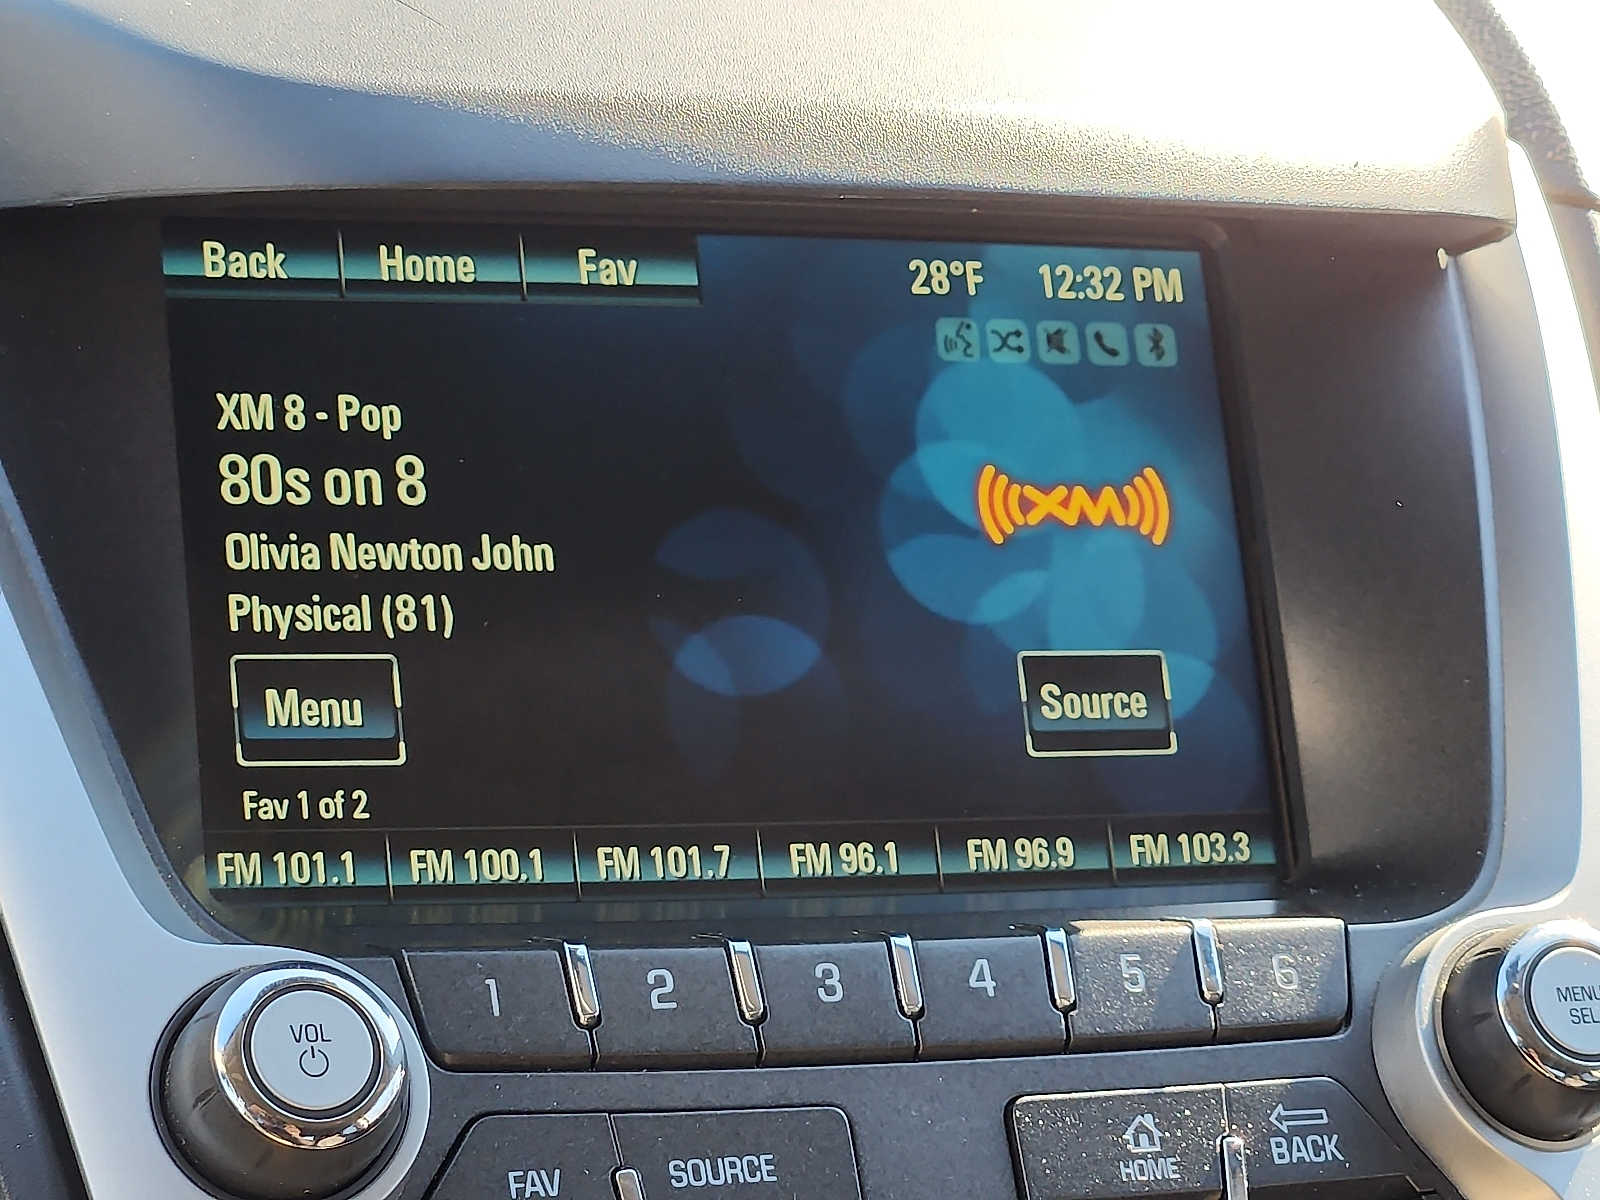 Back Home Fav 28°F 12:32 PM
XM 8 - Pop
80s on 8
XM
Olivia Newton John
Physical (81)
Menu Source
Fav 1 of 2
FM 101.1 FM 100.1 FM 101.7 FM 96.1 FM 96.9 FM 103.3
1 2 3 4 5 6
VOL
MENU
SEL
FAV SOURCE HOME BACK